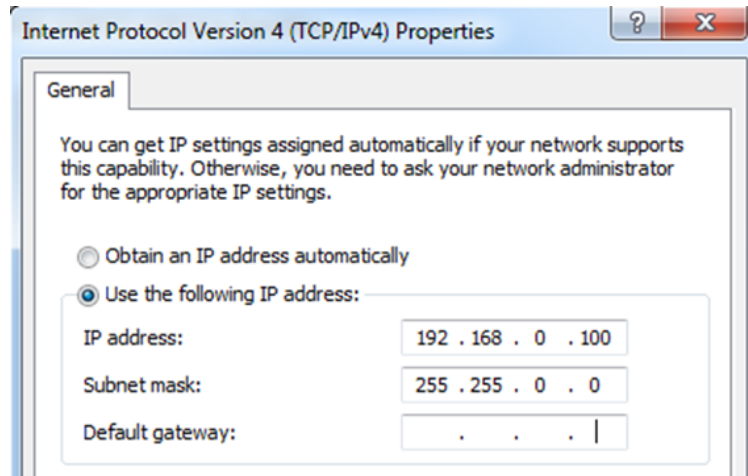 Internet Protocol Version 4 (TCP/IPv4) Properties
General
You can get IP settings assigned automatically if your network supports
this capability. Otherwise, you need to ask your network administrator
for the appropriate IP settings.
Obtain an IP address automatically
Use the following IP address:
IP address: 192 . 168 . 0 . 100
Subnet mask: 255 . 255 . 0 . 0
Default gateway: . . .